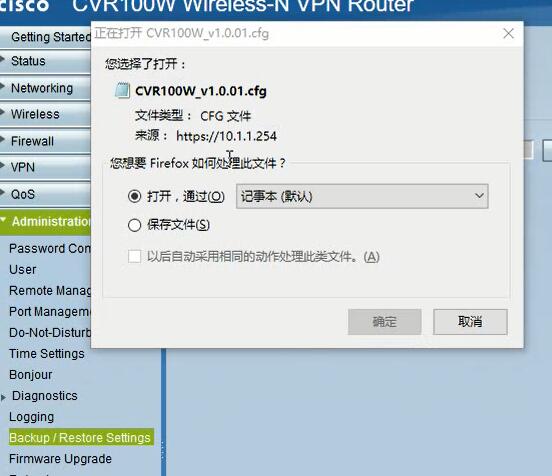 cisco CVR100W Wireless-N VPN Router
正在打开 CVR100W_v1.0.01.cfg
您选择了打开：
CVR100W_v1.0.01.cfg
文件类型： CFG 文件
来源： https://10.1.1.254
您想要 Firefox 如何处理此文件？
打开，通过(O) 记事本 (默认)
保存文件(S)
以后自动采用相同的动作处理此类文件。(A)
确定 取消
Getting Started
Status
Networking
Wireless
Firewall
VPN
QoS
Administratio
Password Com
User
Remote Manag
Port Managem
Do-Not-Disturb
Time Settings
Bonjour
Diagnostics
Logging
Backup / Restore Settings
Firmware Upgrade